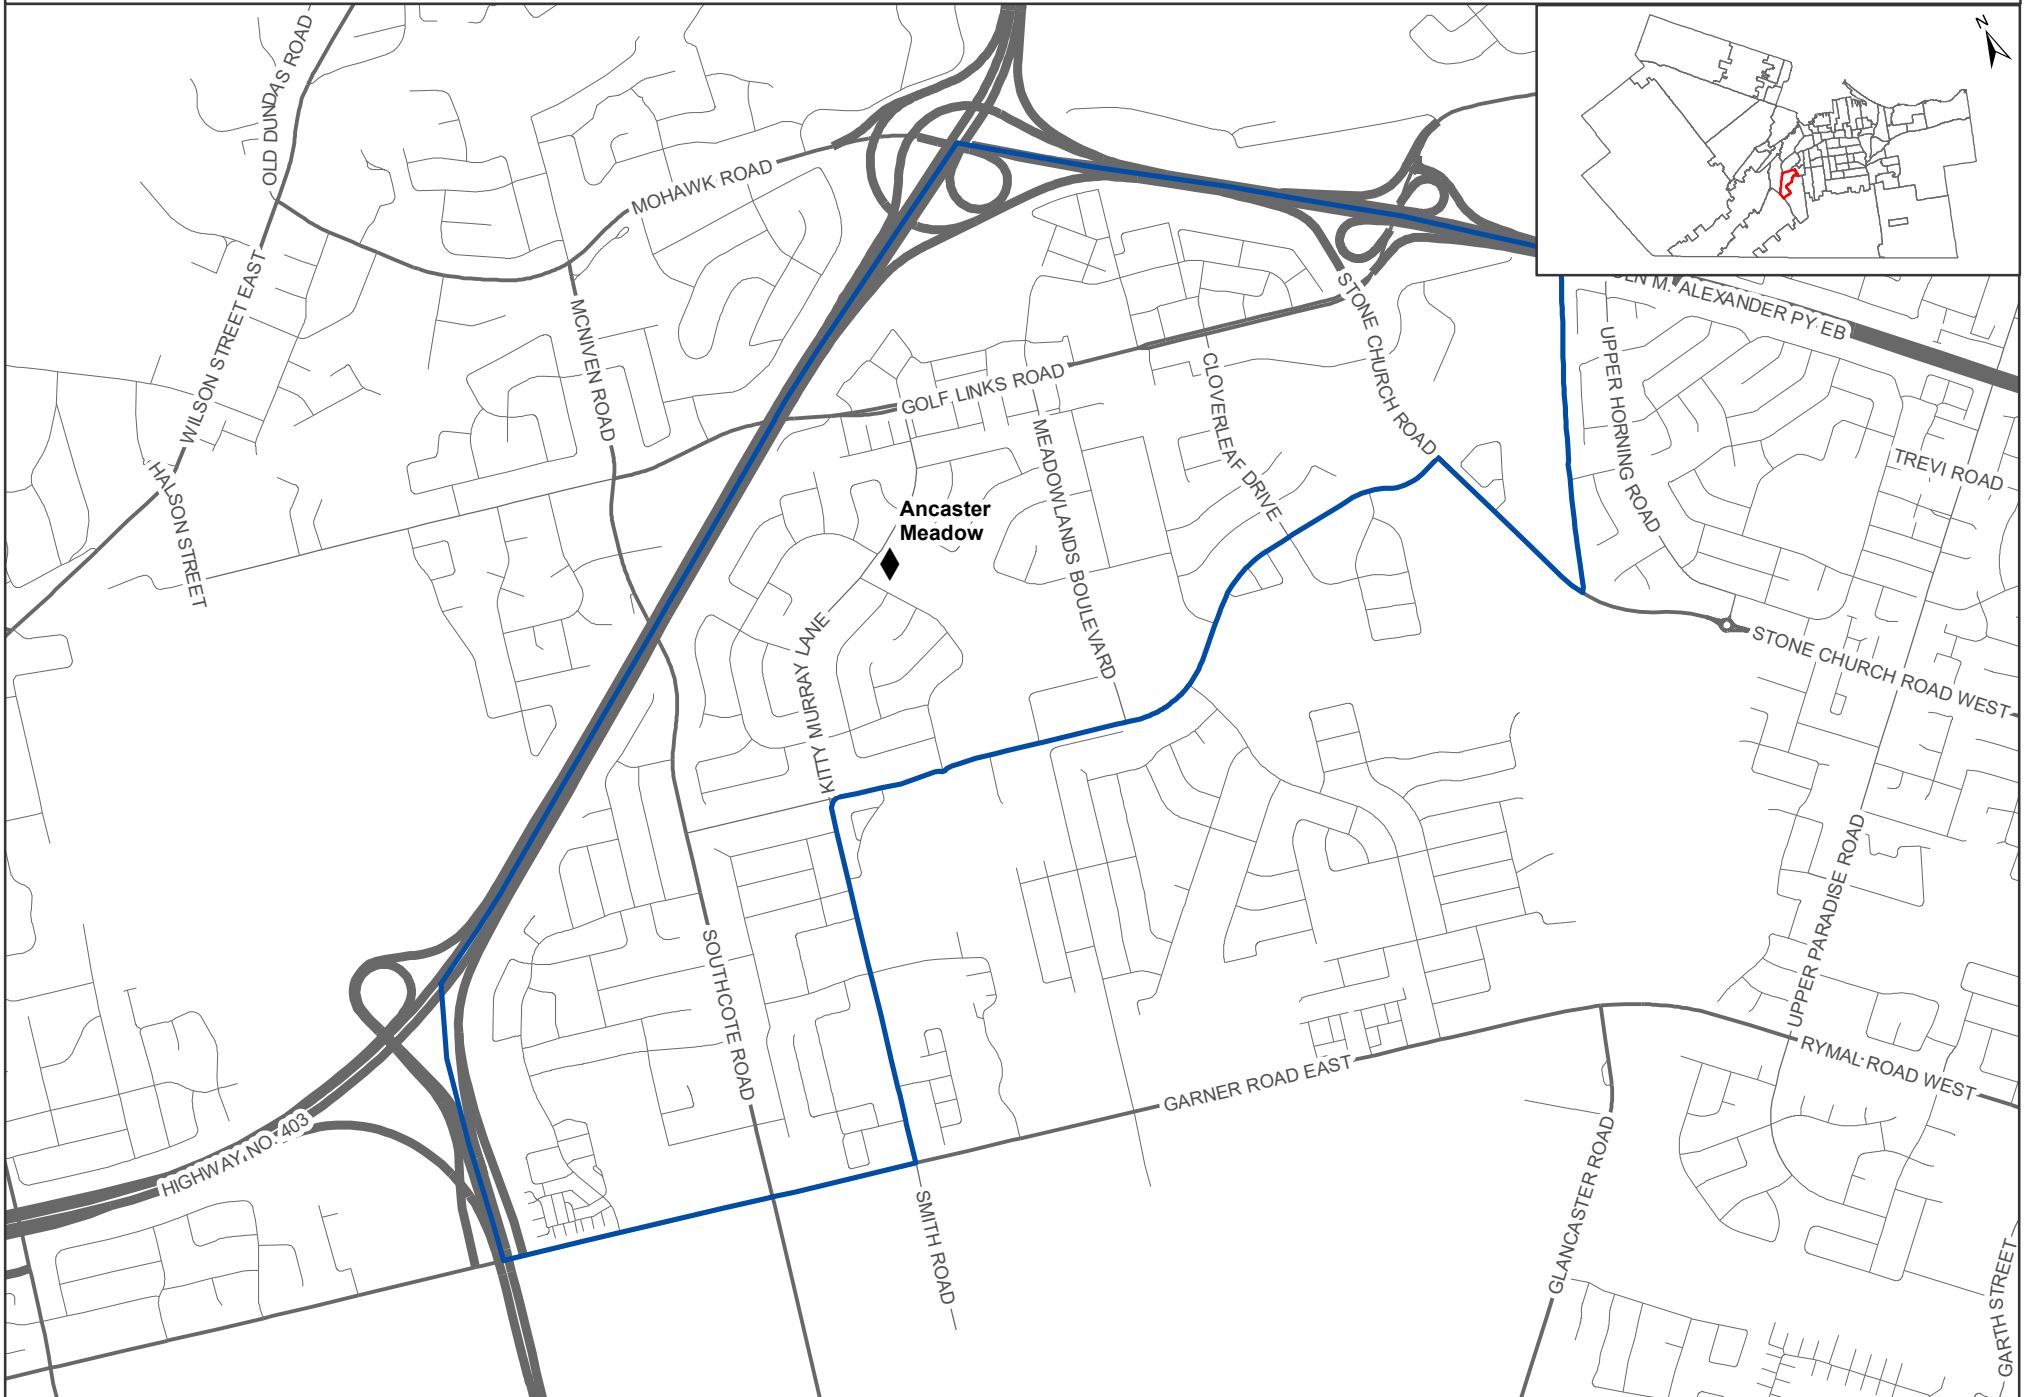 OLD DUNDAS ROAD
N
MOHAWK ROAD
WILSON STREET EAST
MCNIVEN ROAD
STONE CHURCH ROAD
M. ALEXANDER PY EB
UPPER HORNING ROAD
GOLF LINKS ROAD
CLOVERLEAF DRIVE
MEADOWLANDS BOULEVARD
TREVI ROAD
HALSON STREET
Ancaster
Meadow
KITTY MURRAY LANE
STONE CHURCH ROAD WEST
UPPER PARADISE ROAD
SOUTHCOTE ROAD
GARNER ROAD EAST
RYMAL ROAD WEST
HIGHWAY NO. 403
SMITH ROAD
GLANCASTER ROAD
GARTH STREET